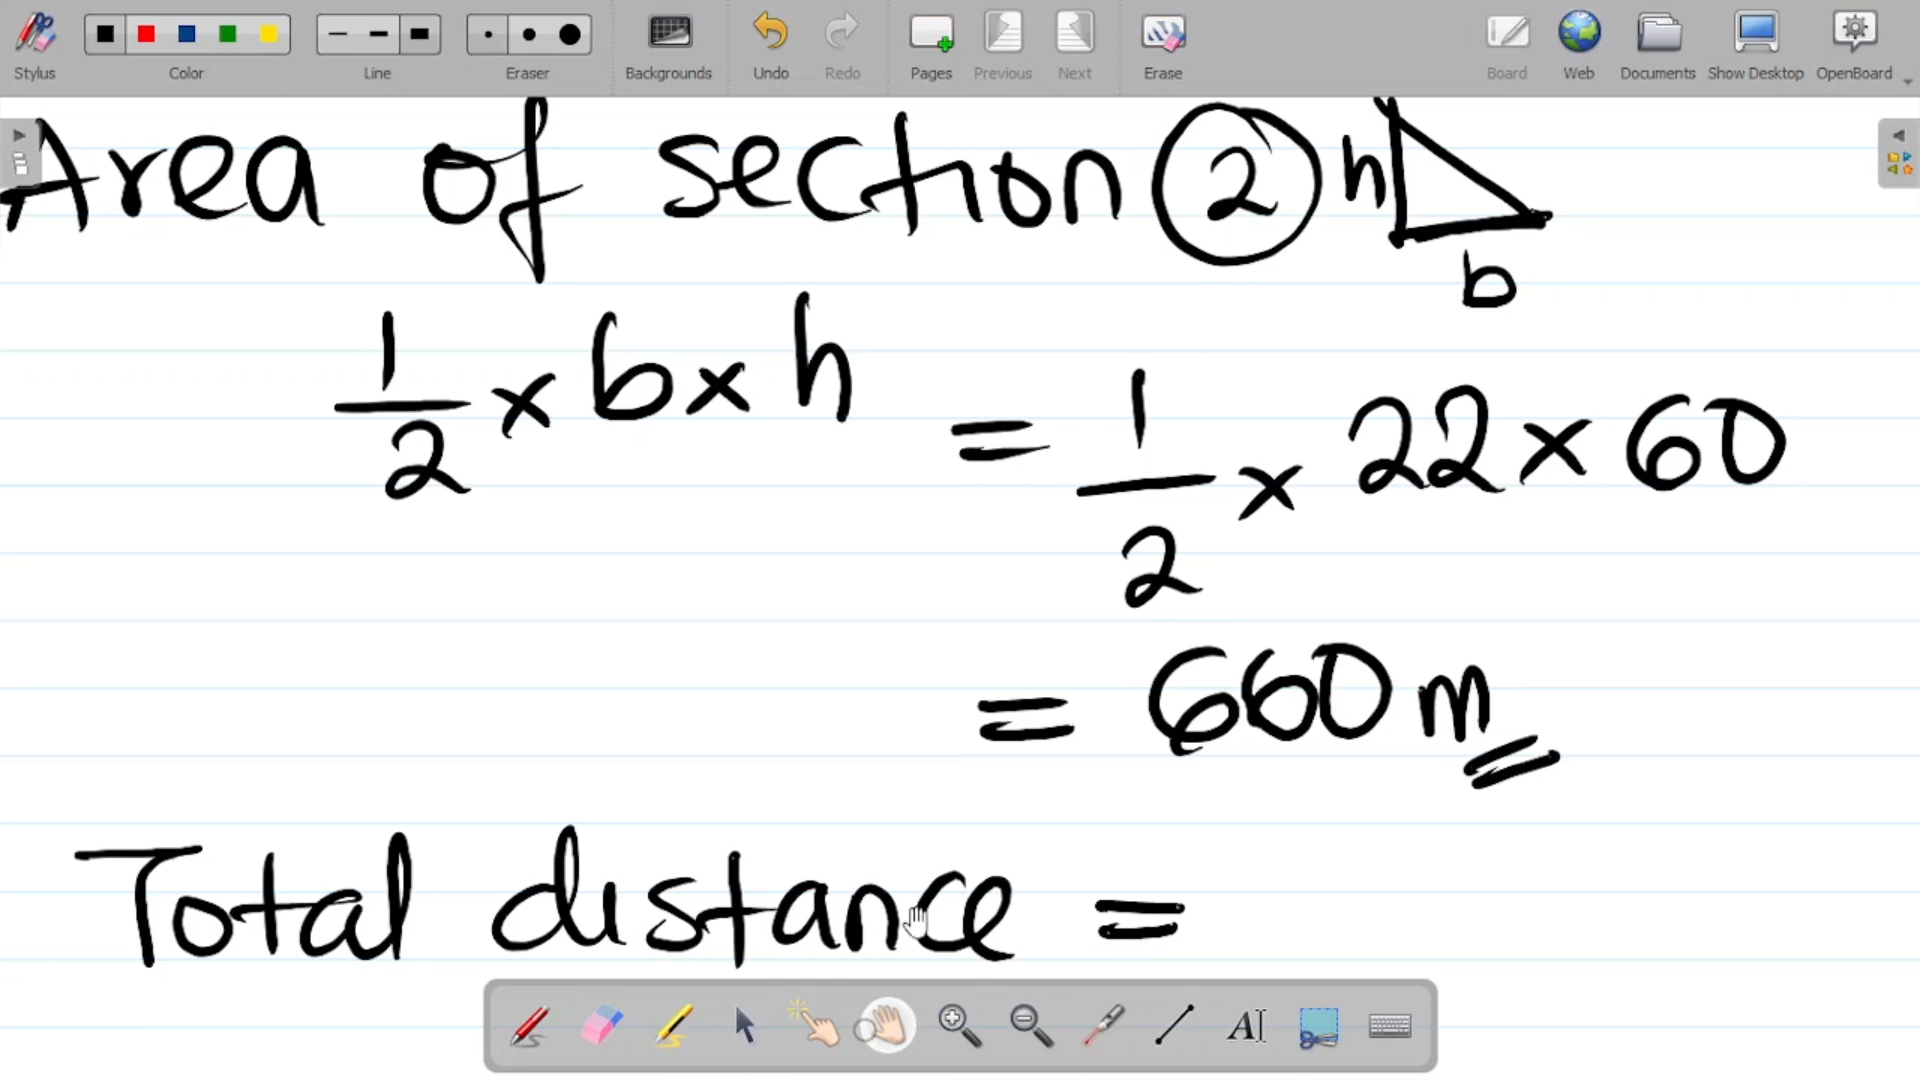 Stylus Color Line Eraser Backgrounds Undo Redo Pages Previous Next Erase Board Web Documents Show Desktop OpenBoard
Area of section 2 h
b
1/2 × b × h = 1/2 × 22 × 60
= 660 m
Total distance =
AI